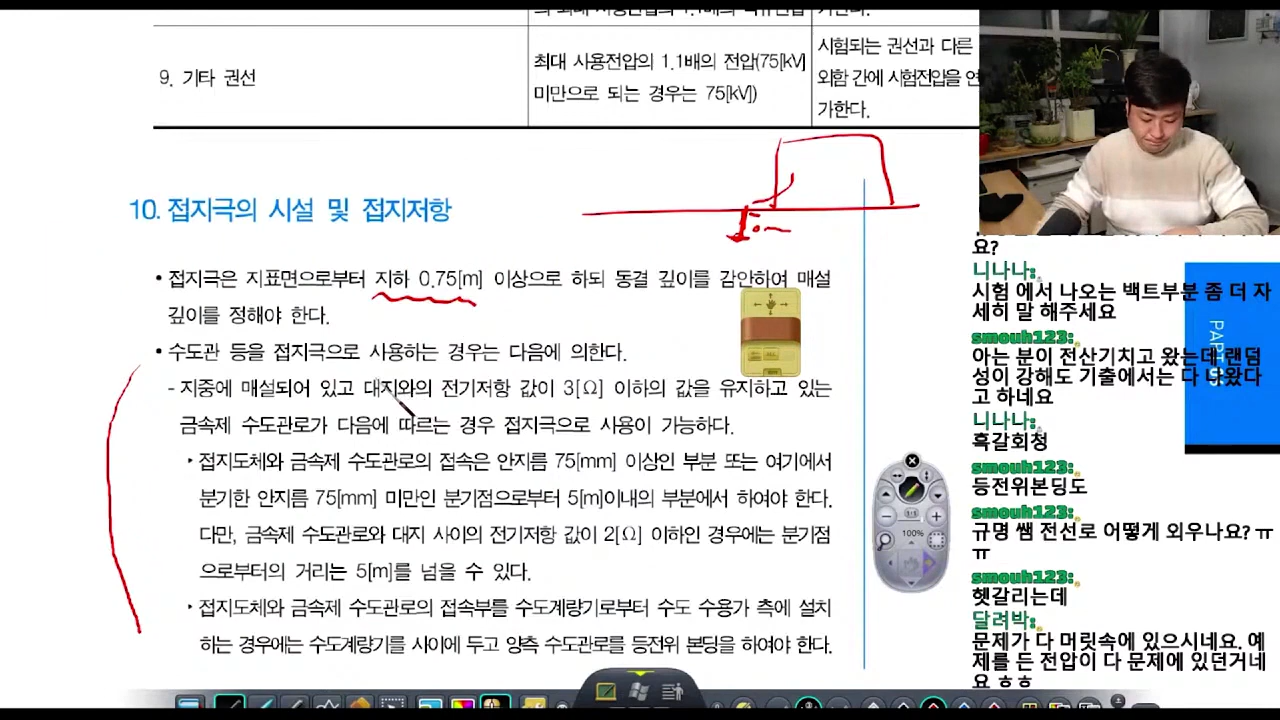 의 최대 사용전압의 1.1배의
가한다.
9. 기타 권선
최대 사용전압의 1.1배의 전압(75[kV]
미만으로 되는 경우는 75[kV])
시험되는 권선과 다른
외함 간에 시험전압을 연
가한다.
10. 접지극의 시설 및 접지저항
• 접지극은 지표면으로부터 지하 0.75[m] 이상으로 하되 동결 깊이를 감안하여 매설
깊이를 정해야 한다.
• 수도관 등을 접지극으로 사용하는 경우는 다음에 의한다.
- 지중에 매설되어 있고 대지와의 전기저항 값이 3[Ω] 이하의 값을 유지하고 있는
금속제 수도관로가 다음에 따르는 경우 접지극으로 사용이 가능하다.
‣ 접지도체와 금속제 수도관로의 접속은 안지름 75[mm] 이상인 부분 또는 여기에서
분기한 안지름 75[mm] 미만인 분기점으로부터 5[m]이내의 부분에서 하여야 한다.
다만, 금속제 수도관로와 대지 사이의 전기저항 값이 2[Ω] 이하인 경우에는 분기점
으로부터의 거리는 5[m]를 넘을 수 있다.
‣ 접지도체와 금속제 수도관로의 접속부를 수도계량기로부터 수도 수용가 측에 설치
하는 경우에는 수도계량기를 사이에 두고 양측 수도관로를 등전위 본딩을 하여야 한다.
100%
PART
요?
니나나:
시험 에서 나오는 백트부분 좀 더 자
세히 말 해주세요
smouh123:
아는 분이 전산기치고 왔는데 랜덤
성이 강해도 기출에서는 다 나왔다
고 하네요
니나나:
흑갈회청
smouh123:
등전위본딩도
smouh123:
규명 쌤 전선로 어떻게 외우나요? ㅠ
ㅠ
smouh123:
헷갈리는데
달려박:
문제가 다 머릿속에 있으시네요. 예
제를 든 전압이 다 문제에 있던거네
요 ㅎㅎ